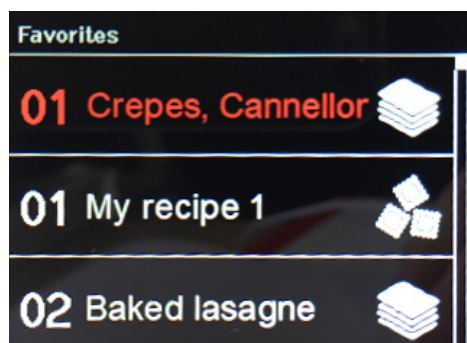 Favorites
01 Crepes, Cannellor
01 My recipe 1
02 Baked lasagne